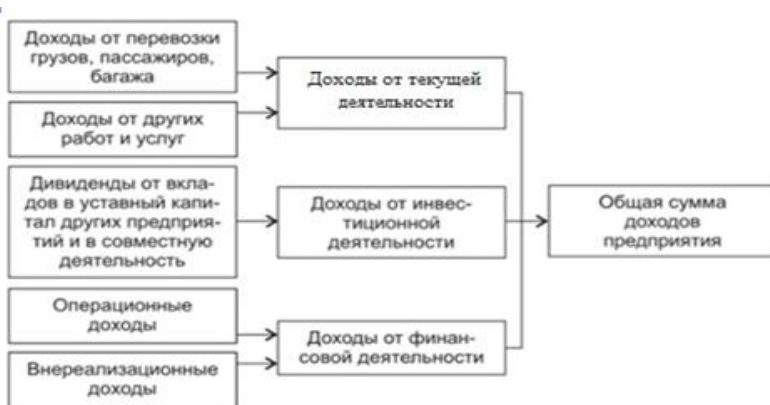 Доходы от перевозки
грузов, пассажиров,
багажа
Доходы от других
работ и услуг
Дивиденды от вкла-
дов в уставный капи-
тал других предприя-
тий и в совместную
деятельность
Операционные
доходы
Внереализационные
доходы
Доходы от текущей
деятельности
Доходы от инвес-
тиционной
деятельности
Доходы от финан-
совой деятельности
Общая сумма
доходов
предприятия